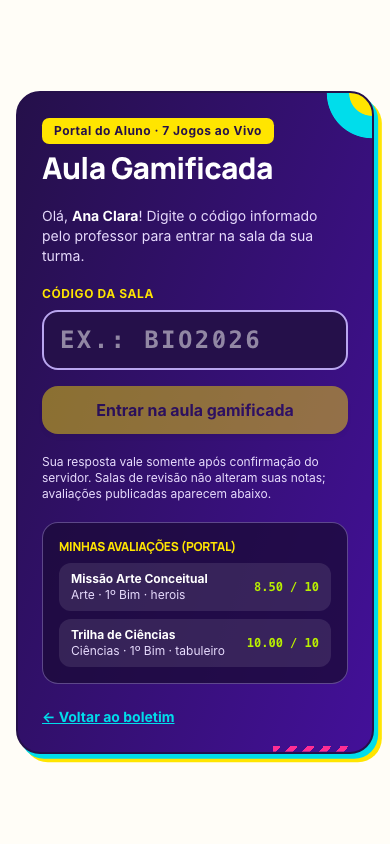 Portal do Aluno · 7 Jogos ao Vivo
Aula Gamificada
Olá, Ana Clara! Digite o código informado
pelo professor para entrar na sala da sua
turma.
CÓDIGO DA SALA
EX.: BIO2026
Entrar na aula gamificada
Sua resposta vale somente após confirmação do
servidor. Salas de revisão não alteram suas notas;
avaliações publicadas aparecem abaixo.
MINHAS AVALIAÇÕES (PORTAL)
Missão Arte Conceitual
Arte · 1º Bim · herois
8.50 / 10
Trilha de Ciências
Ciências · 1º Bim · tabuleiro
10.00 / 10
← Voltar ao boletim